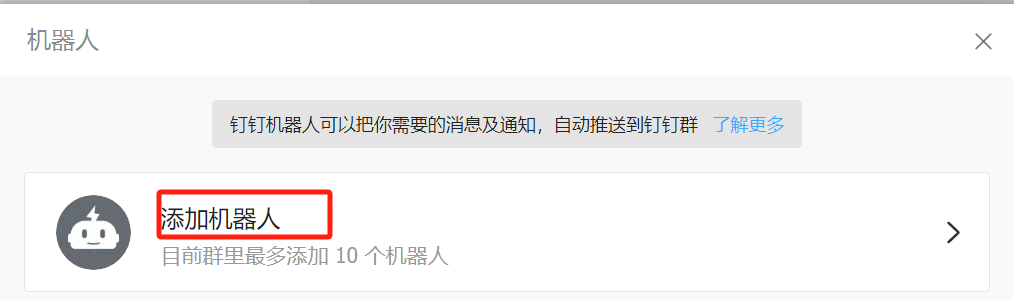 机器人
钉钉机器人可以把你需要的消息及通知，自动推送到钉钉群 了解更多
添加机器人
目前群里最多添加 10 个机器人